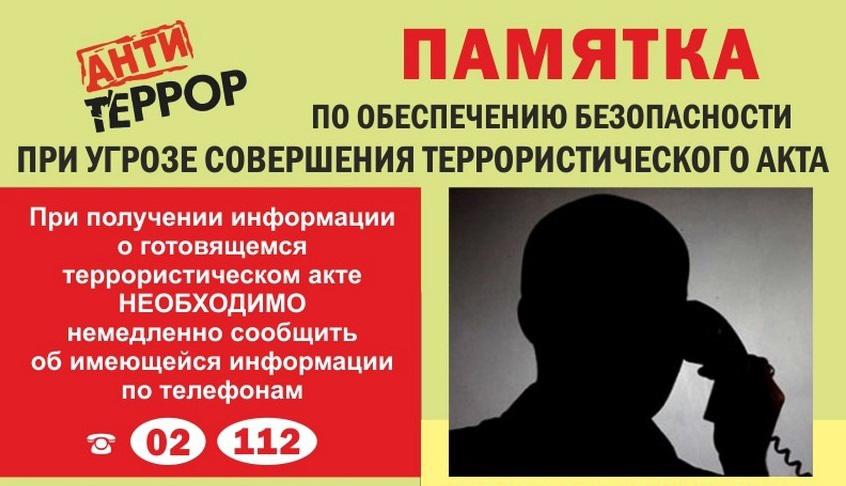 АНТИ
ТЕРРОР
ПАМЯТКА
ПО ОБЕСПЕЧЕНИЮ БЕЗОПАСНОСТИ
ПРИ УГРОЗЕ СОВЕРШЕНИЯ ТЕРРОРИСТИЧЕСКОГО АКТА
При получении информации
о готовящемся
террористическом акте
НЕОБХОДИМО
немедленно сообщить
об имеющейся информации
по телефонам
☎ 02 112